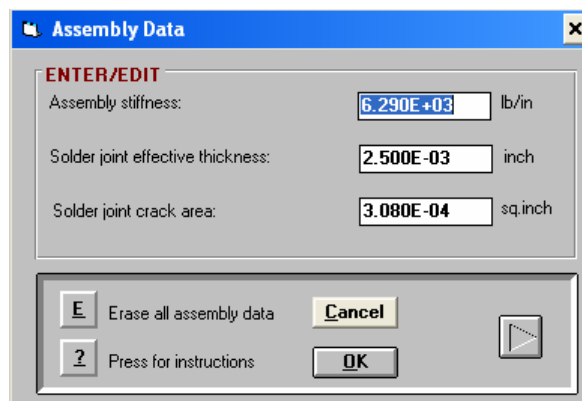 Assembly Data
ENTER/EDIT
Assembly stiffness: 6.290E+03 lb/in
Solder joint effective thickness: 2.500E-03 inch
Solder joint crack area: 3.080E-04 sq.inch
E Erase all assembly data Cancel
? Press for instructions OK